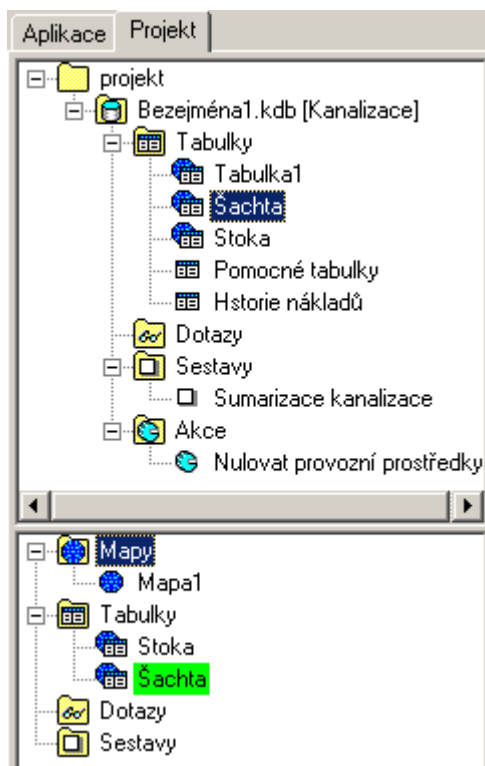 Aplikace Projekt
projekt
Bezejména1.kdb [Kanalizace]
Tabulky
Tabulka1
Šachta
Stoka
Pomocné tabulky
Hstorie nákladů
Dotazy
Sestavy
Sumarizace kanalizace
Akce
Nulovat provozní prostředky
Mapy
Mapa1
Tabulky
Stoka
Šachta
Dotazy
Sestavy